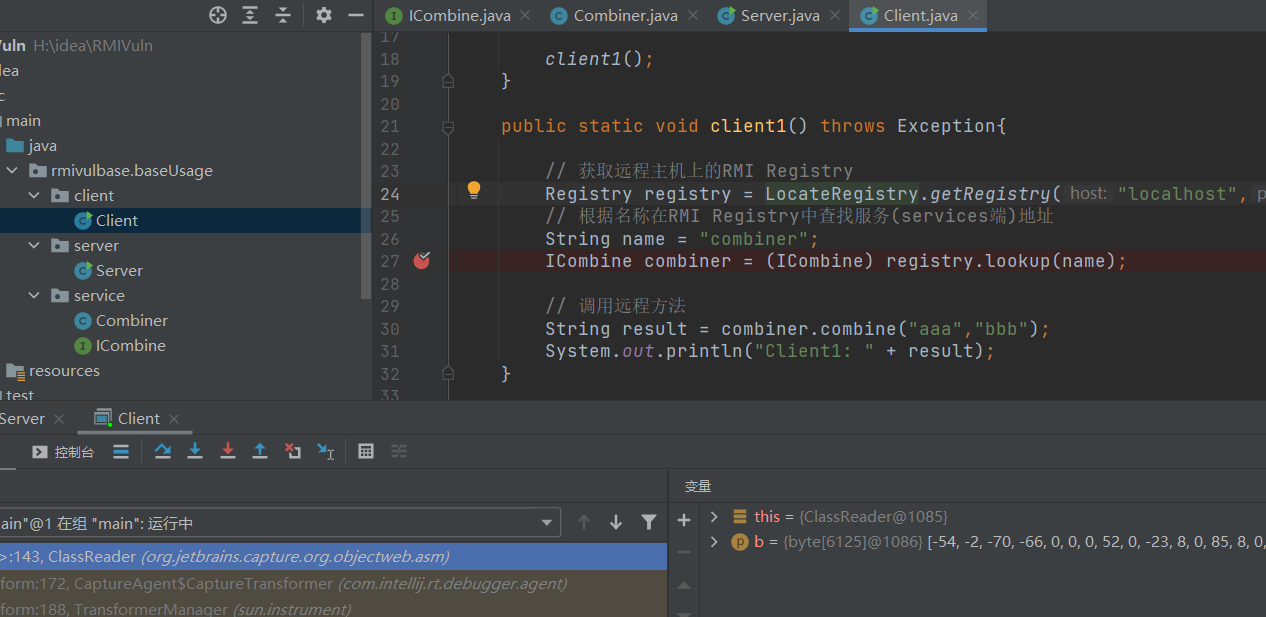 ICombine.java
Combiner.java
Server.java
Client.java
Vuln H:\idea\RMIVuln
main
java
rmivulbase.baseUsage
client
Client
server
Server
service
Combiner
ICombine
resources
test
17
18 client1();
19 }
20
21 public static void client1() throws Exception{
22
23 // 获取远程主机上的RMI Registry
24 Registry registry = LocateRegistry.getRegistry( host: "localhost",
25 // 根据名称在RMI Registry中查找服务(services端)地址
26 String name = "combiner";
27 ICombine combiner = (ICombine) registry.lookup(name);
28
29 // 调用远程方法
30 String result = combiner.combine("aaa","bbb");
31 System.out.println("Client1: " + result);
32 }
33
Server
Client
控制台
变量
ain"@1 在组 "main": 运行中
>:143, ClassReader (org.jetbrains.capture.org.objectweb.asm)
form:172, CaptureAgent$CaptureTransformer (com.intellij.rt.debugger.agent)
form:188, TransformerManager (sun.instrument)
this = {ClassReader@1085}
b = {byte[6125]@1086} [-54, -2, -70, -66, 0, 0, 0, 52, 0, -23, 8, 0, 85, 8, 0,